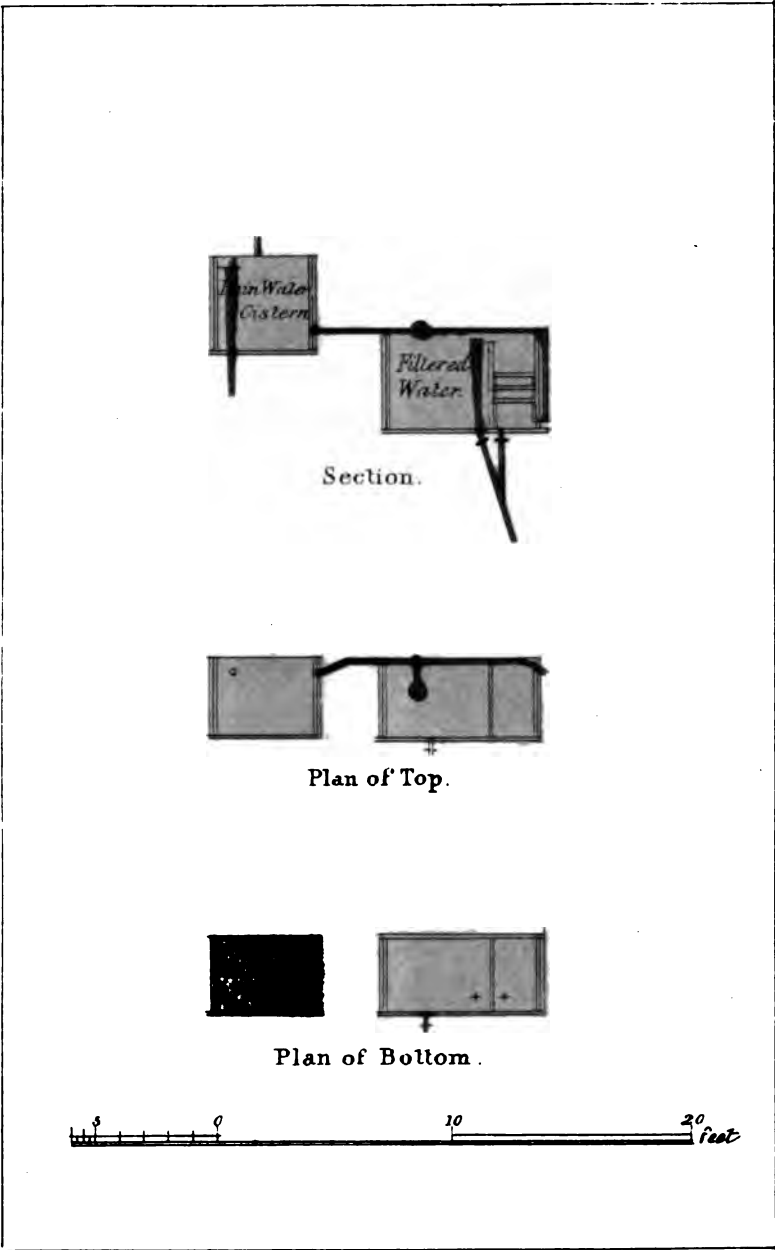 Rain Water
Cistern
Filtered
Water.
Section.
Plan of Top.
Plan of Bottom.
5 0 10 20 feet